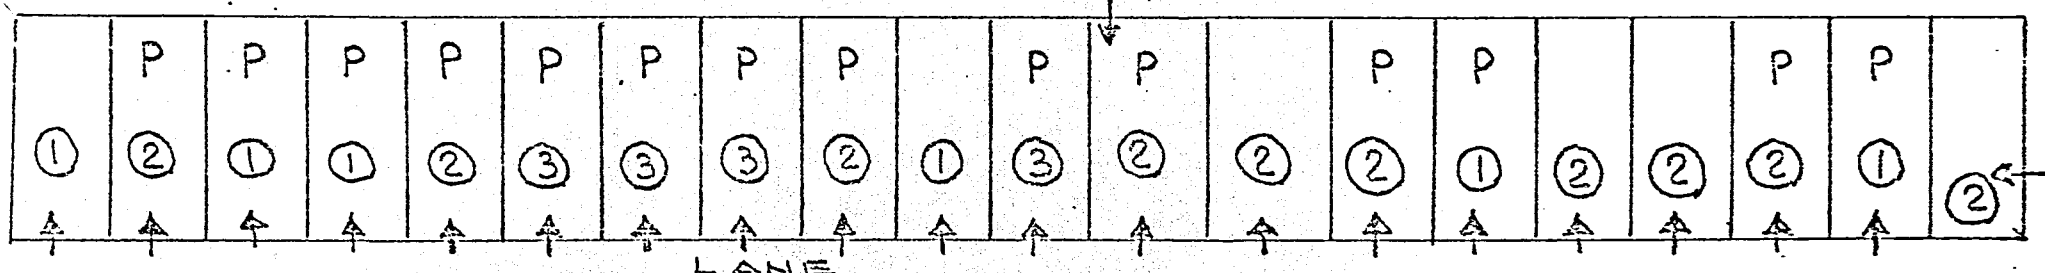 P P P P P P P P P P P P P P
① ② ① ① ② ③ ③ ③ ② ① ③ ② ② ② ① ② ② ② ① ②
LANE